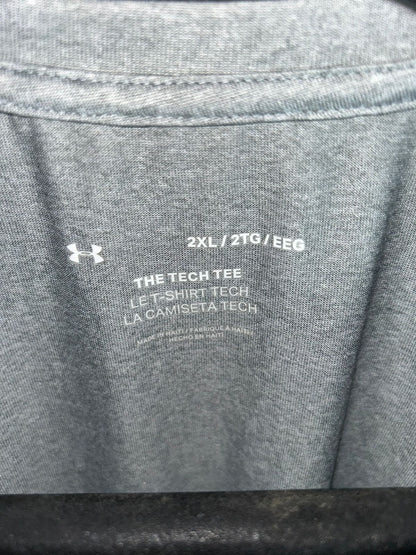 2XL / 2TG / EEG
THE TECH TEE
LE T-SHIRT TECH
LA CAMISETA TECH
MADE IN HAITI / FABRIQUÉ À HAÏTI
HECHO EN HAITÍ